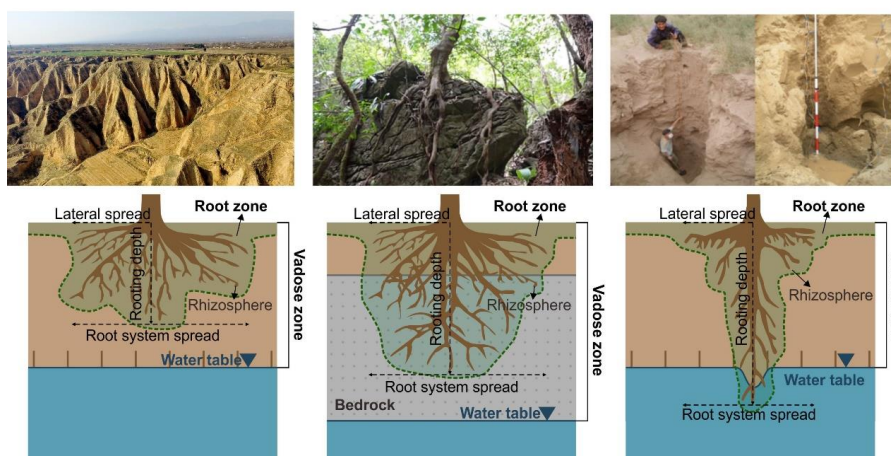 Lateral spread
Root zone
Rooting depth
Rhizosphere
Root system spread
Water table
Vadose zone
Lateral spread
Root zone
Rooting depth
Rhizosphere
Root system spread
Bedrock
Water table
Vadose zone
Lateral spread
Root zone
Rooting depth
Rhizosphere
Water table
Root system spread
Vadose zone